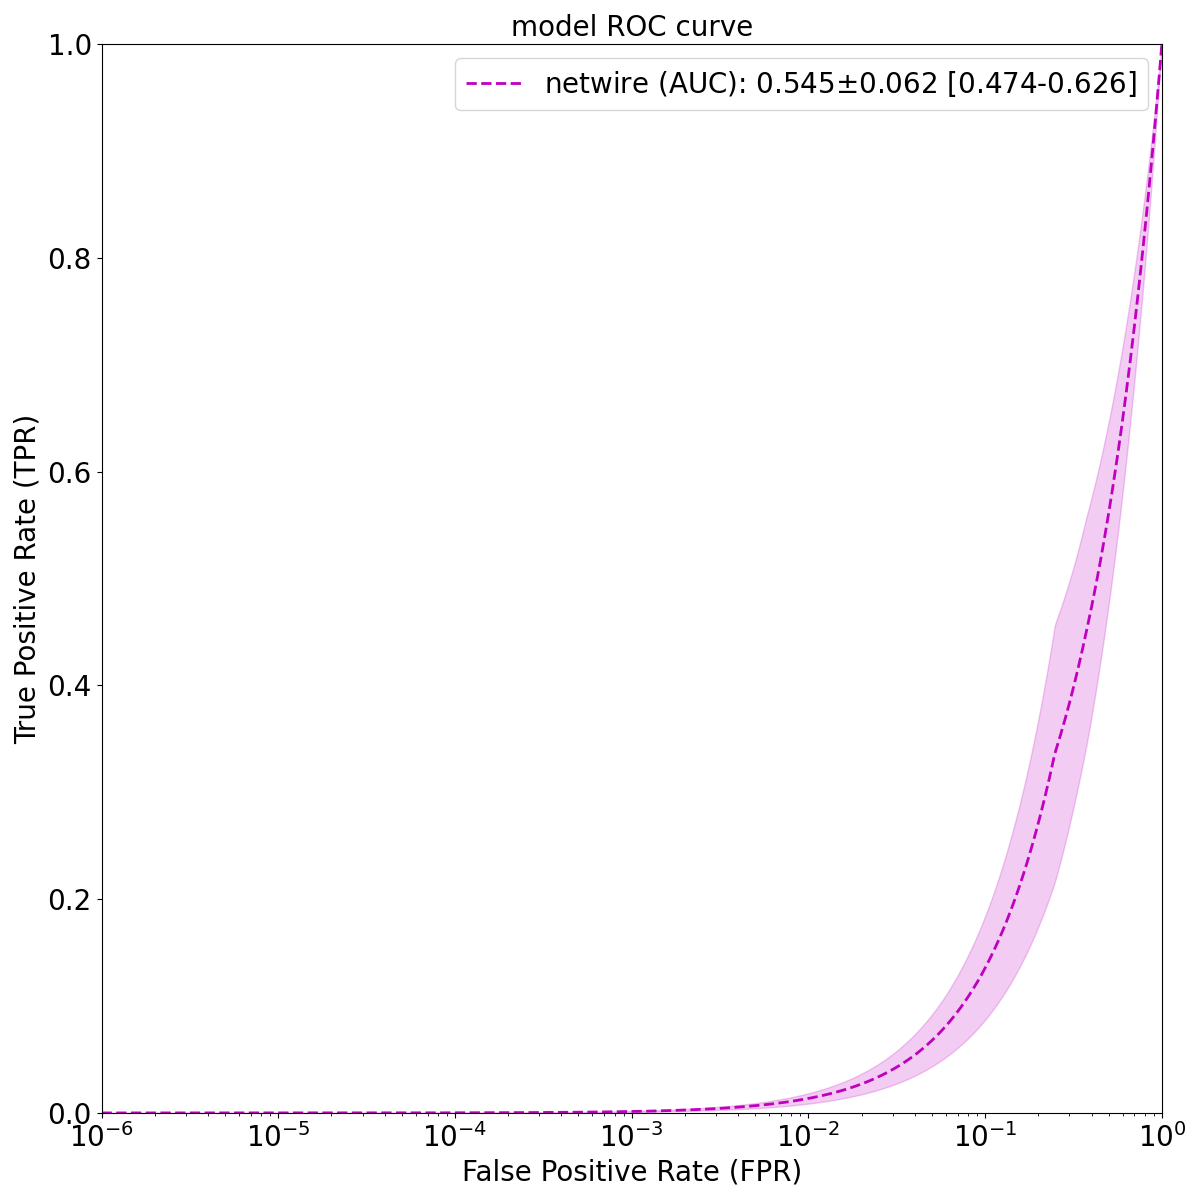 model ROC curve
netwire (AUC): 0.545±0.062 [0.474-0.626]
1.0
0.8
0.6
0.4
0.2
0.0
True Positive Rate (TPR)
10⁻⁶ 10⁻⁵ 10⁻⁴ 10⁻³ 10⁻² 10⁻¹ 10⁰
False Positive Rate (FPR)